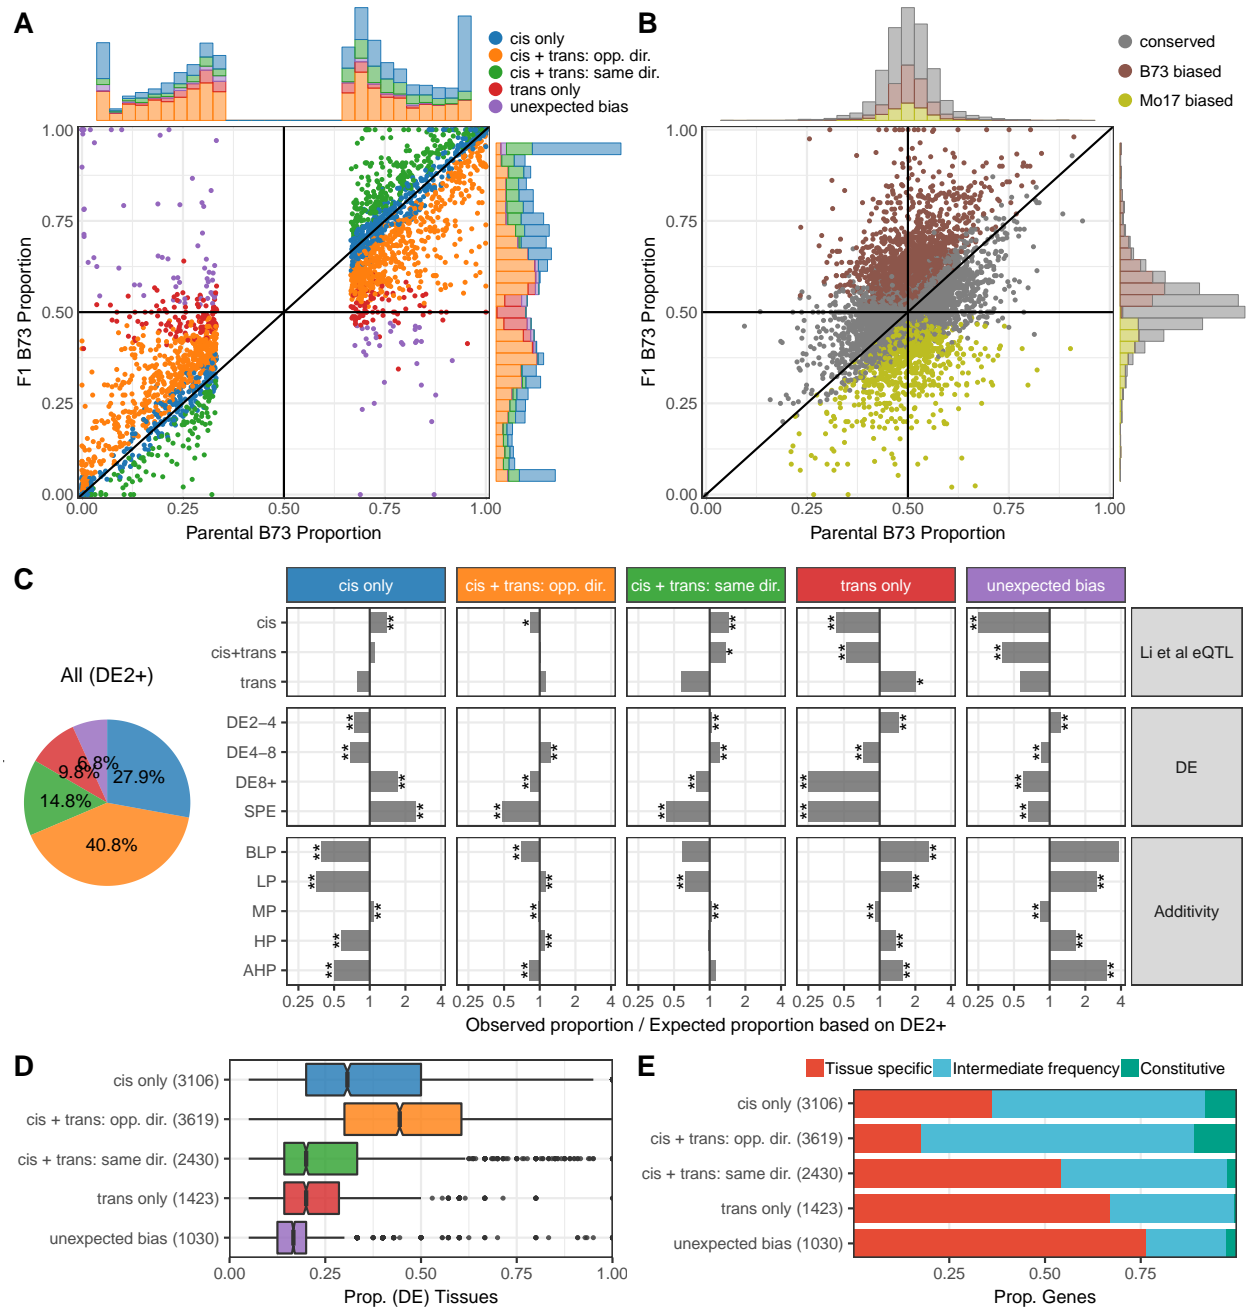 A
cis only
cis + trans: opp. dir.
cis + trans: same dir.
trans only
unexpected bias
1.00
0.75
0.50
0.25
0.00
F1 B73 Proportion
0.00 0.25 0.50 0.75 1.00
Parental B73 Proportion
B
conserved
B73 biased
Mo17 biased
1.00
0.75
0.50
0.25
0.00
F1 B73 Proportion
0.00 0.25 0.50 0.75 1.00
Parental B73 Proportion
C
All (DE2+)
6.8%
9.8%
27.9%
14.8%
40.8%
cis only cis + trans: opp. dir. cis + trans: same dir. trans only unexpected bias
cis ** * ** ** **
cis+trans * ** **
trans *
Li et al eQTL
DE2–4 ** ** ** **
DE4–8 ** ** ** ** **
DE8+ ** ** ** ** **
SPE ** ** ** ** **
DE
BLP ** ** **
LP ** ** ** ** **
MP ** ** ** ** **
HP ** ** ** **
AHP ** ** ** **
Additivity
0.25 0.5 1 2 4 0.25 0.5 1 2 4 0.25 0.5 1 2 4 0.25 0.5 1 2 4 0.25 0.5 1 2 4
Observed proportion / Expected proportion based on DE2+
D
cis only (3106)
cis + trans: opp. dir. (3619)
cis + trans: same dir. (2430)
trans only (1423)
unexpected bias (1030)
0.00 0.25 0.50 0.75 1.00
Prop. (DE) Tissues
E
Tissue specific Intermediate frequency Constitutive
cis only (3106)
cis + trans: opp. dir. (3619)
cis + trans: same dir. (2430)
trans only (1423)
unexpected bias (1030)
0.25 0.50 0.75
Prop. Genes